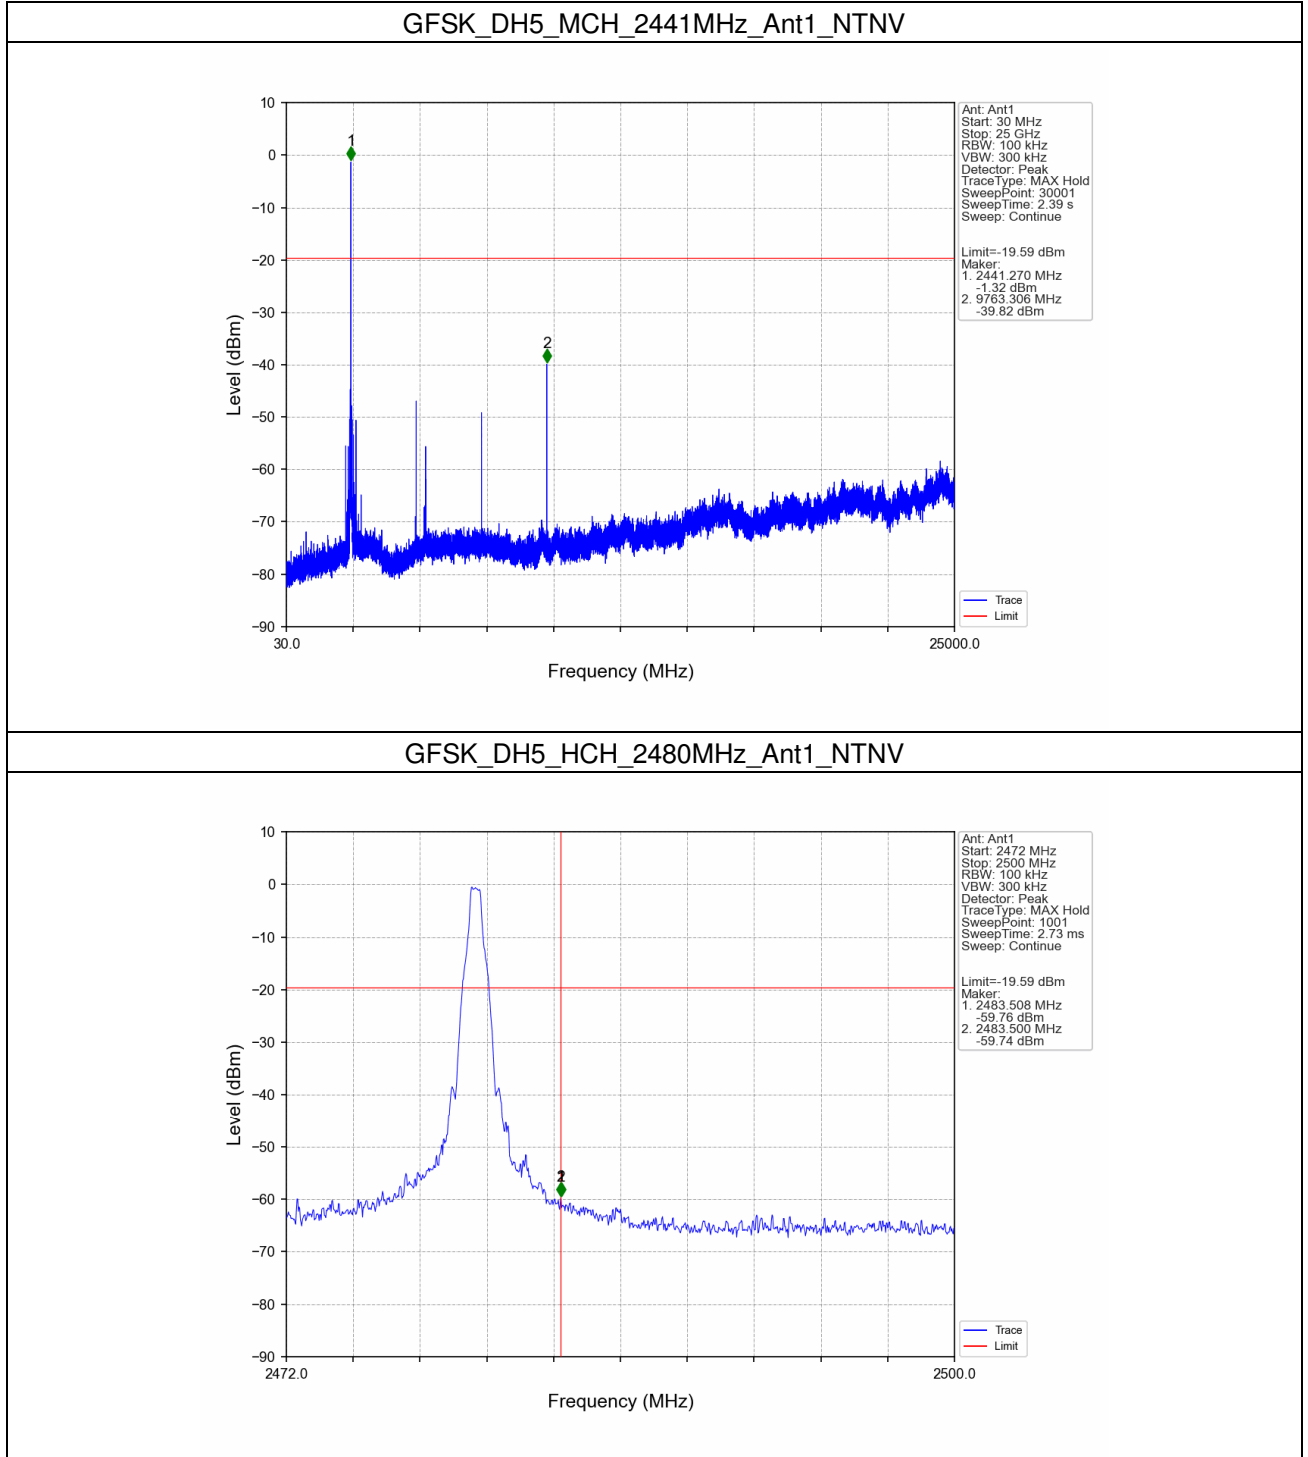 GFSK_DH5_MCH_2441MHz_Ant1_NTNV
10
0
−10
−20
−30
−40
−50
−60
−70
−80
−90
Level (dBm)
1
2
30.0
25000.0
Frequency (MHz)
Ant: Ant1
Start: 30 MHz
Stop: 25 GHz
RBW: 100 kHz
VBW: 300 kHz
Detector: Peak
TraceType: MAX Hold
SweepPoint: 30001
SweepTime: 2.39 s
Sweep: Continue
Limit=-19.59 dBm
Maker:
1. 2441.270 MHz
-1.32 dBm
2. 9763.306 MHz
-39.82 dBm
Trace
Limit
GFSK_DH5_HCH_2480MHz_Ant1_NTNV
10
0
−10
−20
−30
−40
−50
−60
−70
−80
−90
Level (dBm)
1
2
2472.0
2500.0
Frequency (MHz)
Ant: Ant1
Start: 2472 MHz
Stop: 2500 MHz
RBW: 100 kHz
VBW: 300 kHz
Detector: Peak
TraceType: MAX Hold
SweepPoint: 1001
SweepTime: 2.73 ms
Sweep: Continue
Limit=-19.59 dBm
Maker:
1. 2483.508 MHz
-59.76 dBm
2. 2483.500 MHz
-59.74 dBm
Trace
Limit